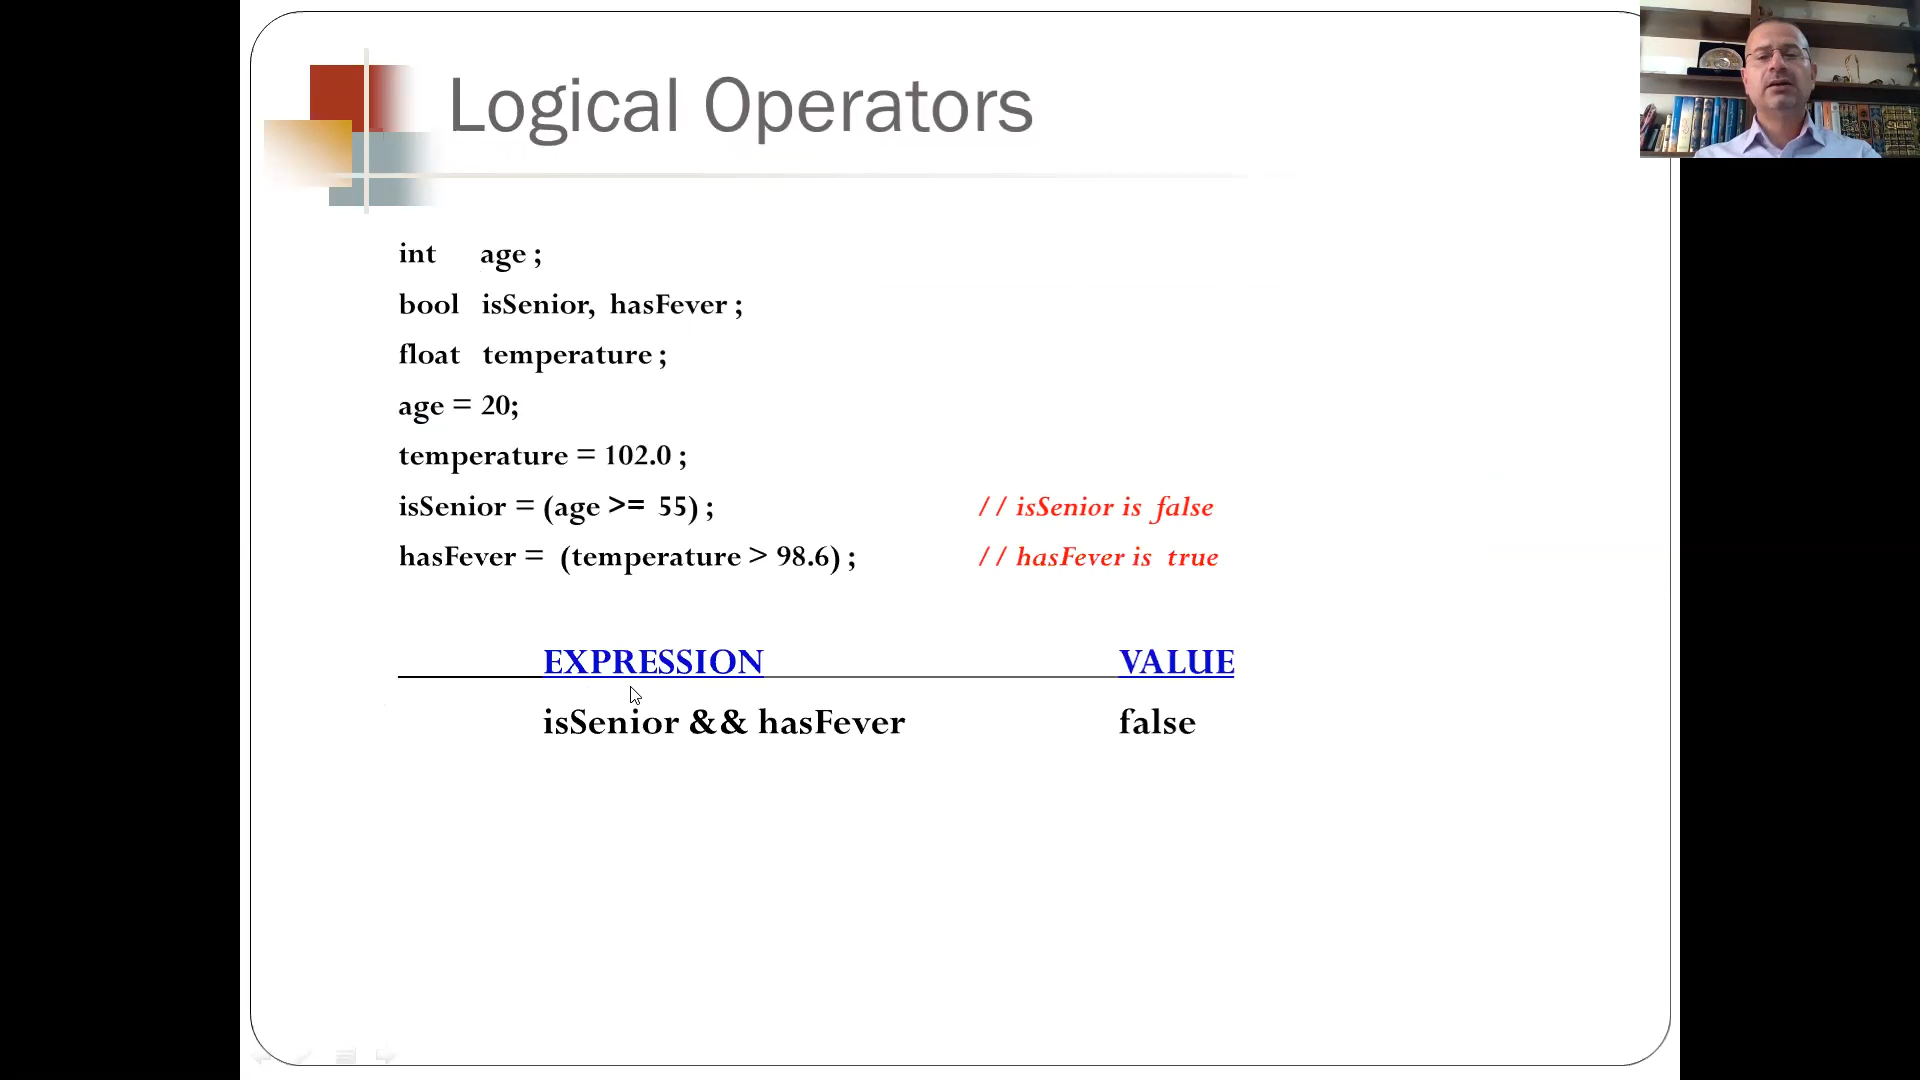 Logical Operators
int age ;
bool isSenior, hasFever ;
float temperature ;
age = 20;
temperature = 102.0 ;
isSenior = (age >= 55) ; // isSenior is false
hasFever = (temperature > 98.6) ; // hasFever is true
EXPRESSION VALUE
isSenior && hasFever false